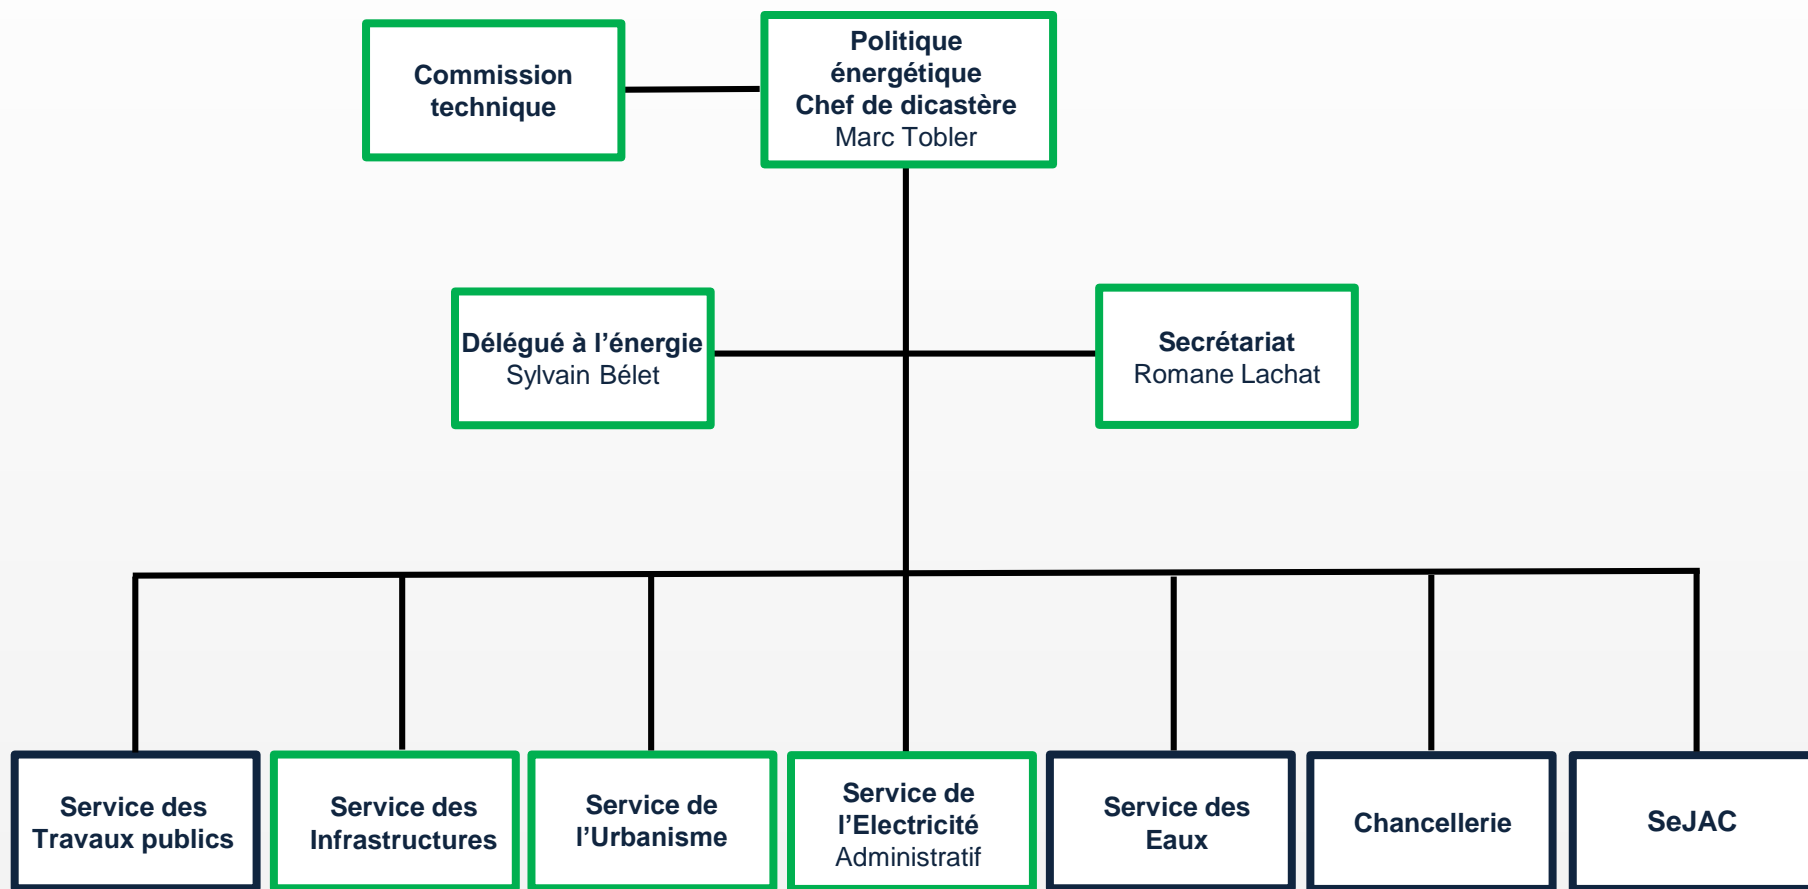 Commission
technique
Politique
énergétique
Chef de dicastère
Marc Tobler
Délégué à l’énergie
Sylvain Bélet
Secrétariat
Romane Lachat
Service des
Travaux publics
Service des
Infrastructures
Service de
l’Urbanisme
Service de
l’Electricité
Administratif
Service des
Eaux
Chancellerie
SeJAC